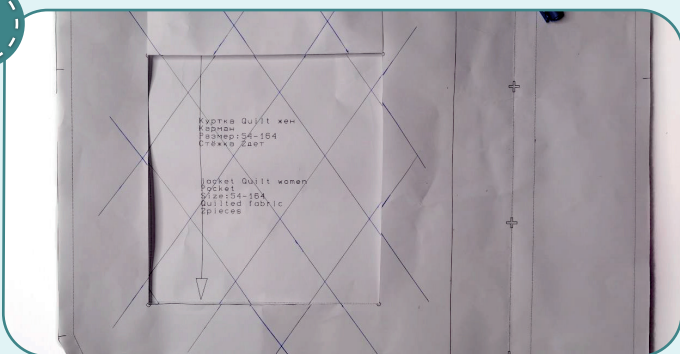 Куртка Quilt жен
Карман
Размер:54-164
Стёжка 2дет
jacket Quilt women
Pocket
Size:54-164
Quilted fabric
2pieces